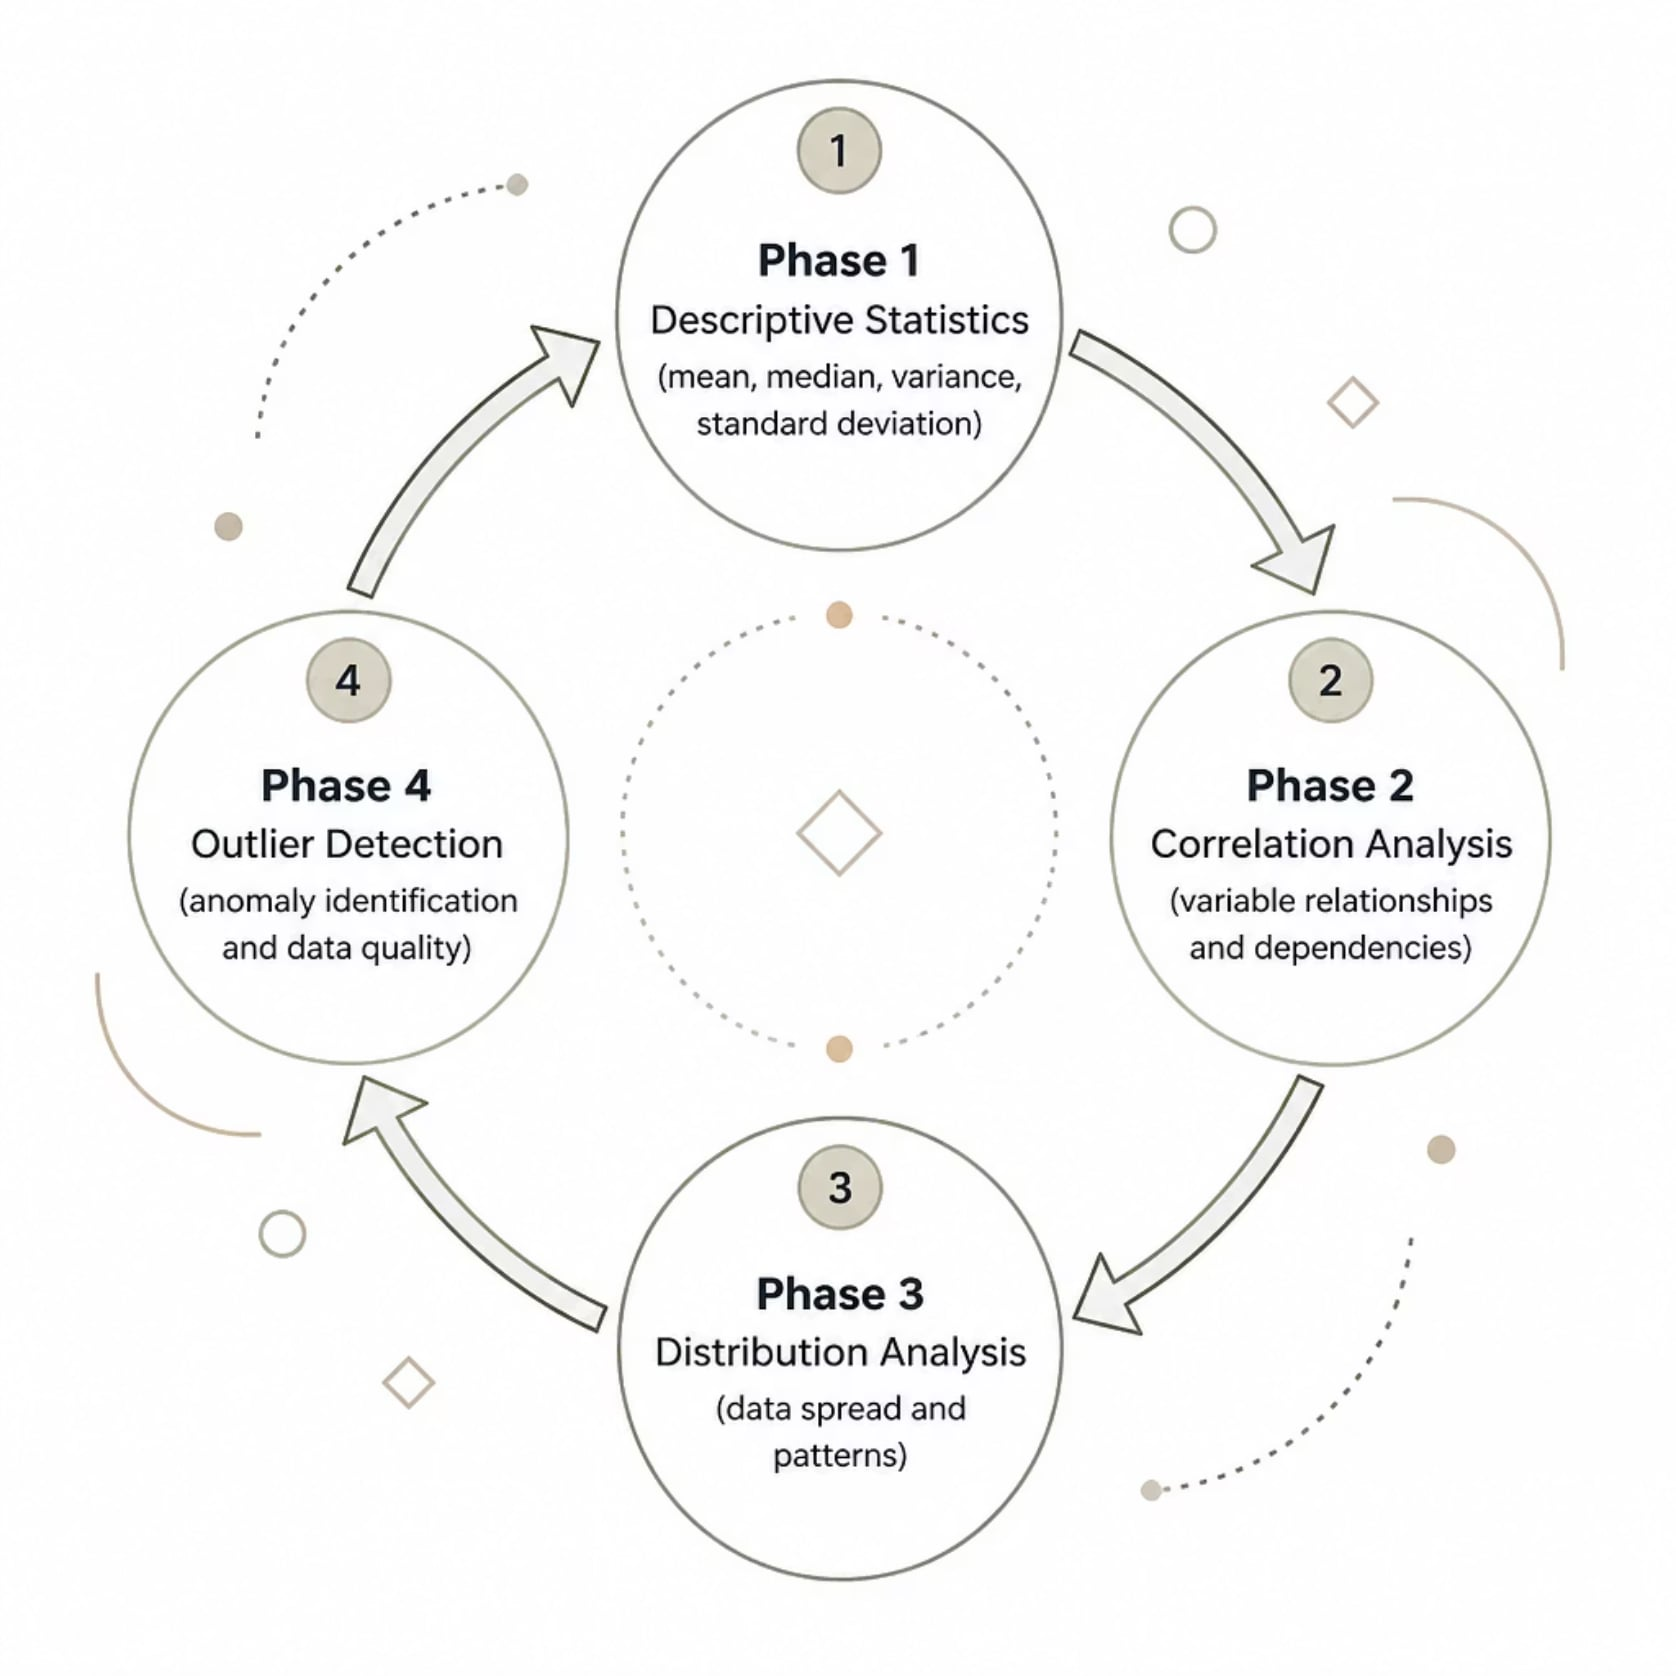 1
Phase 1
Descriptive Statistics
(mean, median, variance,
standard deviation)
2
Phase 2
Correlation Analysis
(variable relationships
and dependencies)
3
Phase 3
Distribution Analysis
(data spread and
patterns)
4
Phase 4
Outlier Detection
(anomaly identification
and data quality)